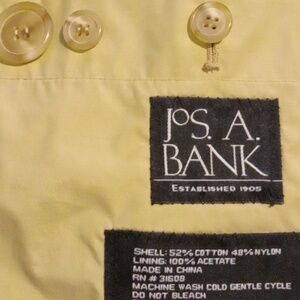 JOS. A.
BANK
ESTABLISHED 1905
SHELL: 52% COTTON 48% NYLON
LINING: 100% ACETATE
MADE IN CHINA
RN # 31608
MACHINE WASH COLD GENTLE CYCLE
DO NOT BLEACH